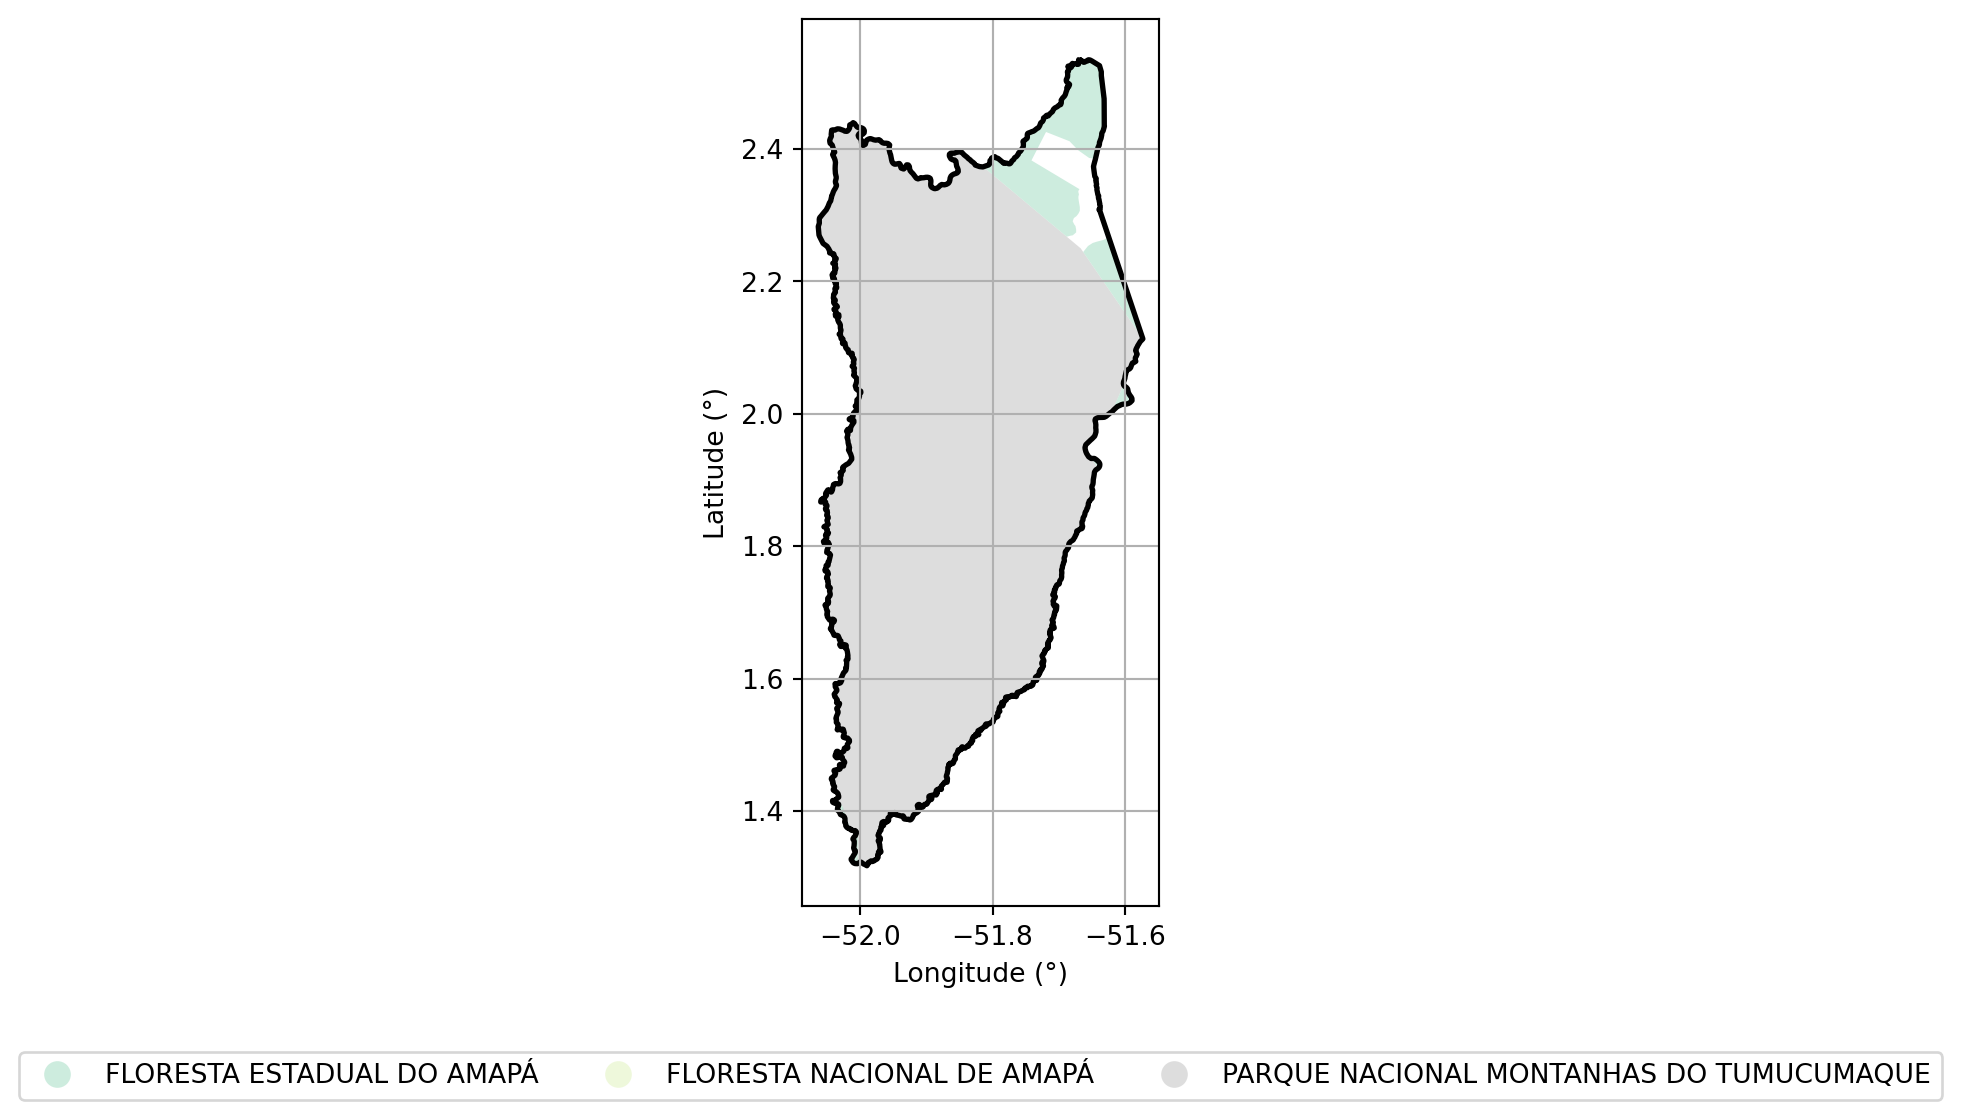 2.4
2.2
2.0
1.8
1.6
1.4
Latitude (°)
−52.0 −51.8 −51.6
Longitude (°)
FLORESTA ESTADUAL DO AMAPÁ FLORESTA NACIONAL DE AMAPÁ PARQUE NACIONAL MONTANHAS DO TUMUCUMAQUE